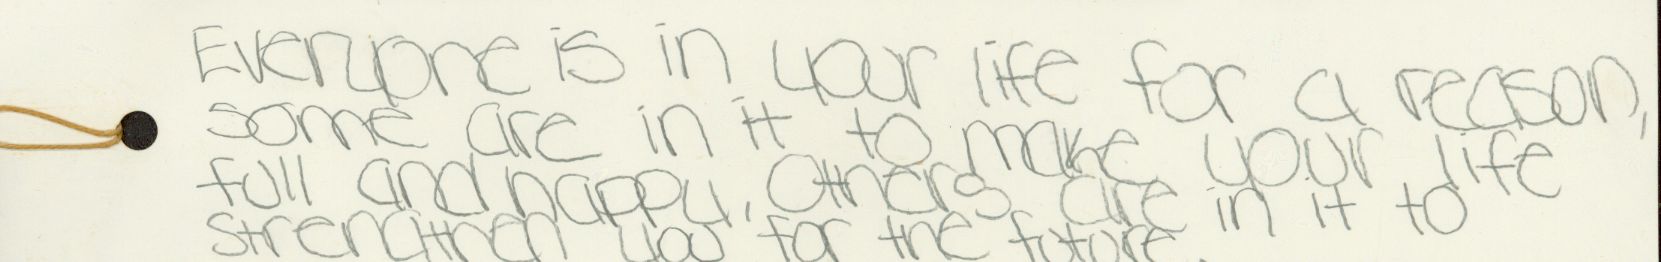 Everyone is in your life for a reason,
some are in it to make your life
full and happy, Others are in it to
strengthen you for the future.